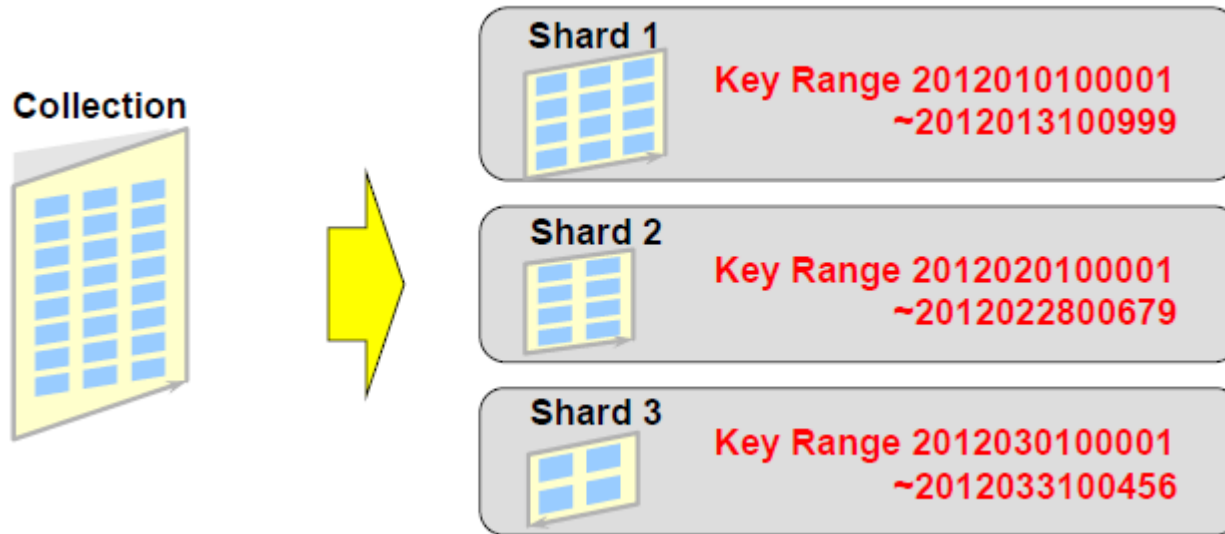 Collection
Shard 1
Key Range 2012010100001
~2012013100999
Shard 2
Key Range 2012020100001
~2012022800679
Shard 3
Key Range 2012030100001
~2012033100456